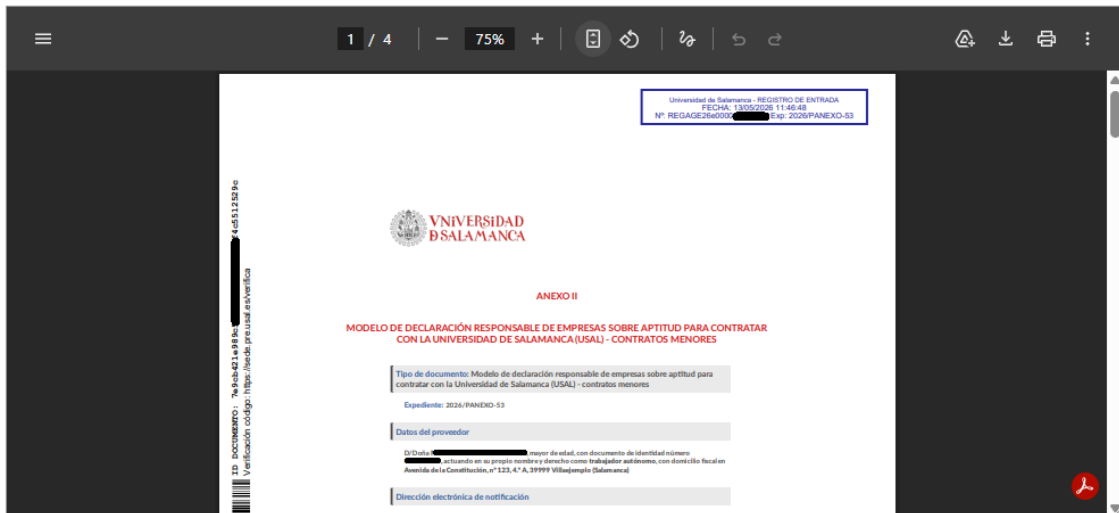 1 / 4
75%
Universidad de Salamanca - REGISTRO DE ENTRADA
FECHA: 13/05/2026 11:46:48
Nº: REGAGE26e0000 Exp: 2026/PANEXO-53
VNiVERSiDAD
D SALAMANCA
ANEXO II
MODELO DE DECLARACIÓN RESPONSABLE DE EMPRESAS SOBRE APTITUD PARA CONTRATAR
CON LA UNIVERSIDAD DE SALAMANCA (USAL) - CONTRATOS MENORES
Tipo de documento: Modelo de declaración responsable de empresas sobre aptitud para
contratar con la Universidad de Salamanca (USAL) - contratos menores
Expediente: 2026/PANEXO-53
Datos del proveedor
D/Doña mayor de edad, con documento de identidad número
, actuando en su propio nombre y derecho como trabajador autónomo, con domicilio fiscal en
Avenida de la Constitución, nº 123, 4.º A, 39999 Villaejemplo (Salamanca)
Dirección electrónica de notificación
ID DOCUMENTO: 7e9cb421e989c 4c5512529c
Verificación código: https://sede.pre.usal.es/verifica